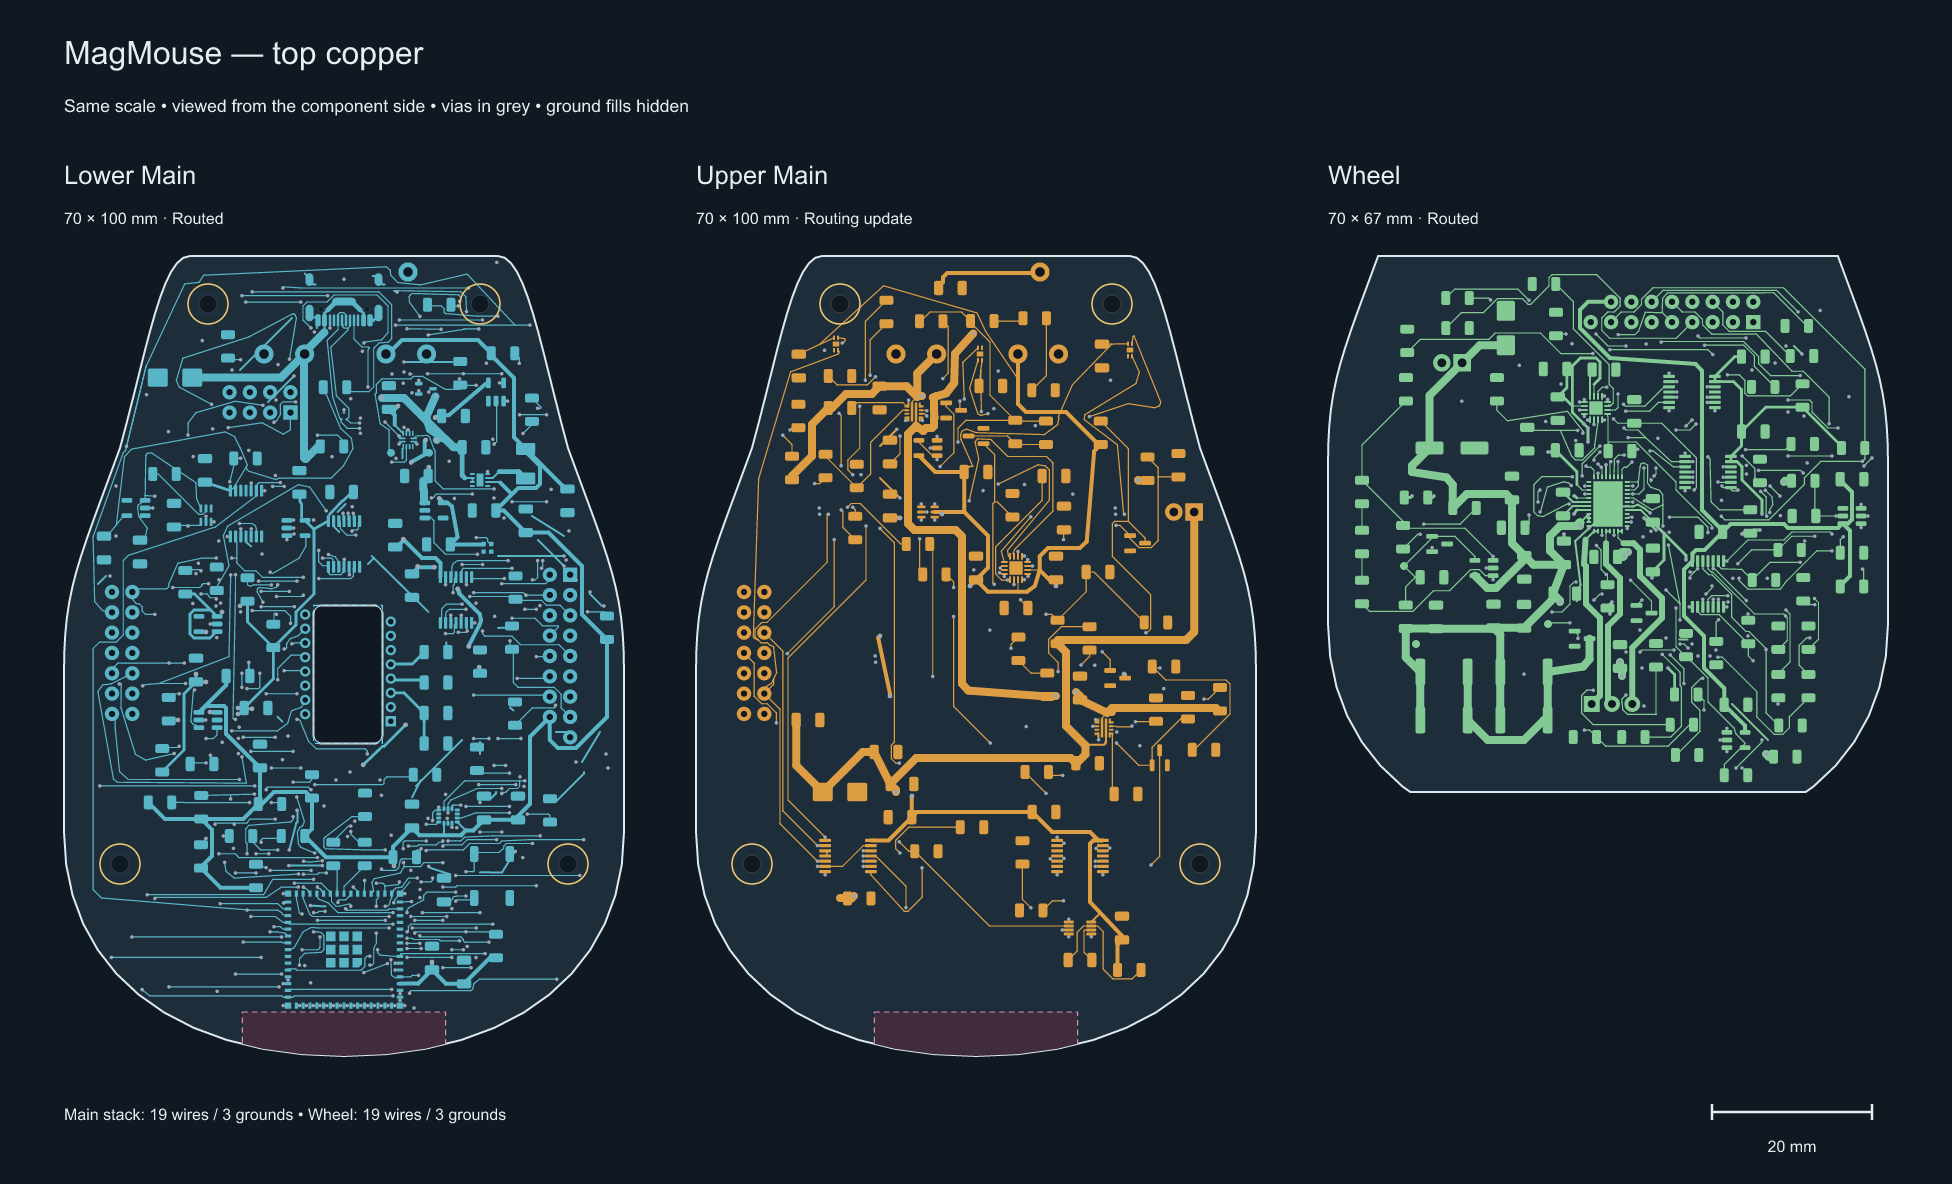 MagMouse — top copper
Same scale • viewed from the component side • vias in grey • ground fills hidden
Lower Main
70 × 100 mm · Routed
Upper Main
70 × 100 mm · Routing update
Wheel
70 × 67 mm · Routed
Main stack: 19 wires / 3 grounds • Wheel: 19 wires / 3 grounds
20 mm